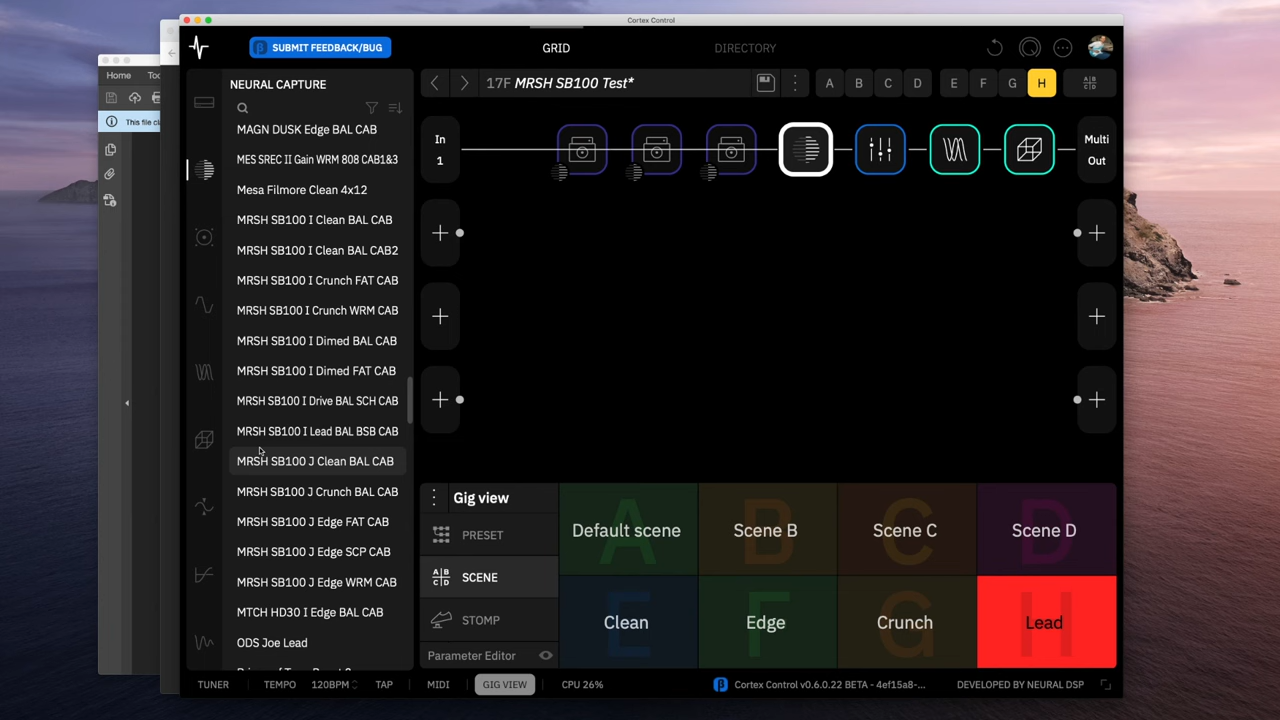 Cortex Control
SUBMIT FEEDBACK/BUG
GRID
DIRECTORY
Home
This file
NEURAL CAPTURE
MAGN DUSK Edge BAL CAB
MES SREC II Gain WRM 808 CAB1&3
Mesa Filmore Clean 4x12
MRSH SB100 I Clean BAL CAB
MRSH SB100 I Clean BAL CAB2
MRSH SB100 I Crunch FAT CAB
MRSH SB100 I Crunch WRM CAB
MRSH SB100 I Dimed BAL CAB
MRSH SB100 I Dimed FAT CAB
MRSH SB100 I Drive BAL SCH CAB
MRSH SB100 I Lead BAL BSB CAB
MRSH SB100 J Clean BAL CAB
MRSH SB100 J Crunch BAL CAB
MRSH SB100 J Edge FAT CAB
MRSH SB100 J Edge SCP CAB
MRSH SB100 J Edge WRM CAB
MTCH HD30 I Edge BAL CAB
ODS Joe Lead
17F MRSH SB100 Test*
A B C D E F G H
A B C D
In 1
Multi Out
Gig view
PRESET
A B C D SCENE
STOMP
Parameter Editor
A Default scene
B Scene B
C Scene C
D Scene D
E Clean
F Edge
G Crunch
H Lead
TUNER TEMPO 120BPM TAP MIDI GIG VIEW CPU 26%
Cortex Control v0.6.0.22 BETA - 4ef15a8-...
DEVELOPED BY NEURAL DSP